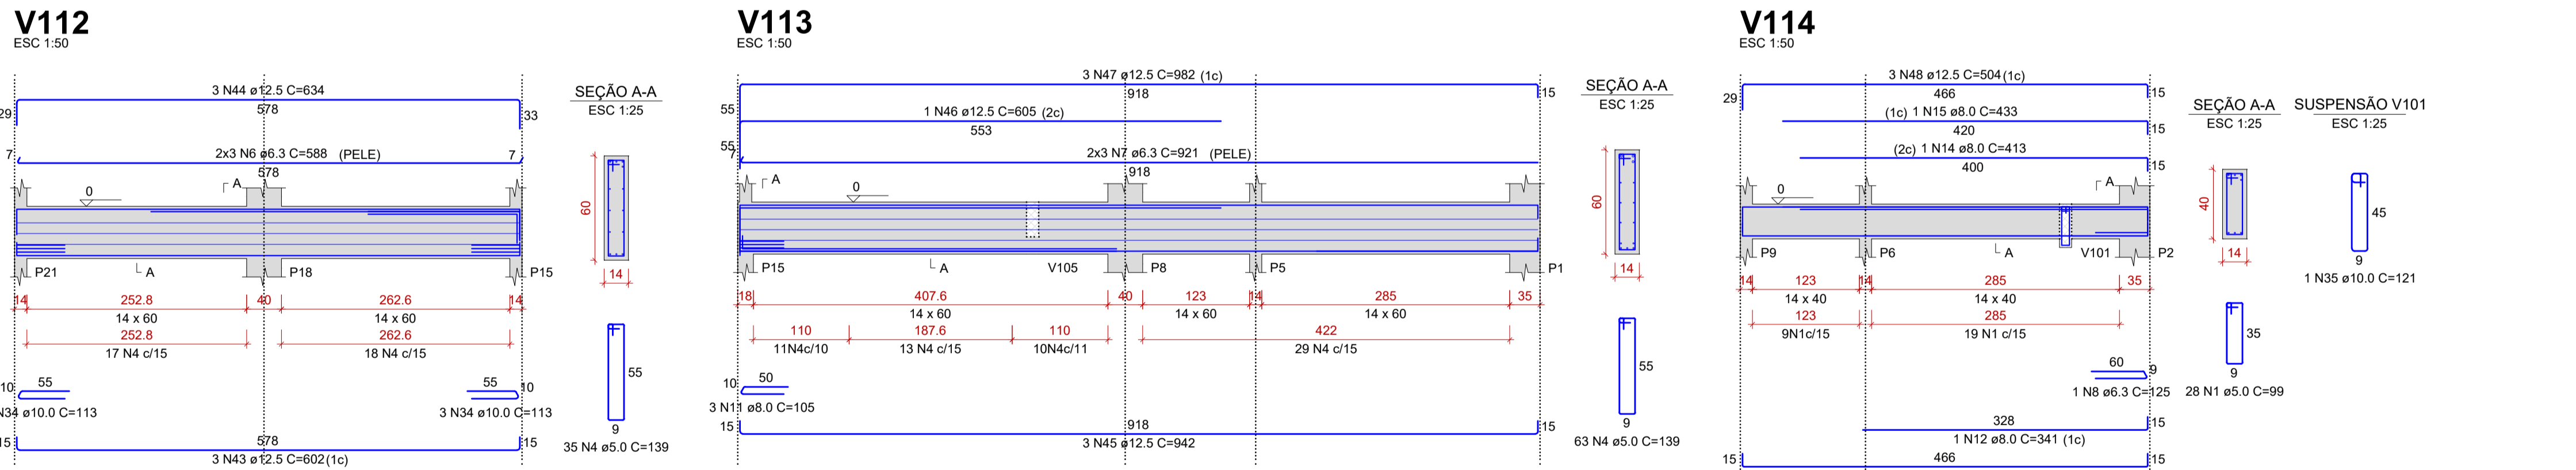 V112
ESC 1:50
3 N44 ø12.5 C=634
578
29
33
2x3 N6 ø6.3 C=588 (PELE)
578
7
7
A
0
P21
A
P18
P15
14
252.8
40
262.6
14
14 x 60
14 x 60
252.8
262.6
17 N4 c/15
18 N4 c/15
10
55
55
10
N34 ø10.0 C=113
3 N34 ø10.0 C=113
15
578
15
3 N43 ø12.5 C=602(1c)
SEÇÃO A-A
ESC 1:25
60
14
55
9
35 N4 ø5.0 C=139
V113
ESC 1:50
3 N47 ø12.5 C=982 (1c)
918
55
15
1 N46 ø12.5 C=605 (2c)
553
55
7
2x3 N7 ø6.3 C=921 (PELE)
918
A
0
P15
A
V105
P8
P5
P1
18
407.6
40
123
14
285
35
14 x 60
14 x 60
14 x 60
110
187.6
110
422
11N4c/10
13 N4 c/15
10N4c/11
29 N4 c/15
10
50
3 N11 ø8.0 C=105
15
918
15
3 N45 ø12.5 C=942
SEÇÃO A-A
ESC 1:25
60
14
55
9
63 N4 ø5.0 C=139
V114
ESC 1:50
3 N48 ø12.5 C=504(1c)
466
29
15
(1c) 1 N15 ø8.0 C=433
420
15
(2c) 1 N14 ø8.0 C=413
400
15
A
0
P9
P6
A
V101
P2
14
123
14
285
35
14 x 40
14 x 40
123
285
9N1c/15
19 N1 c/15
60
9
1 N8 ø6.3 C=125
328
15
1 N12 ø8.0 C=341 (1c)
15
466
15
SEÇÃO A-A
ESC 1:25
40
14
35
9
28 N1 ø5.0 C=99
SUSPENSÃO V101
ESC 1:25
45
9
1 N35 ø10.0 C=121